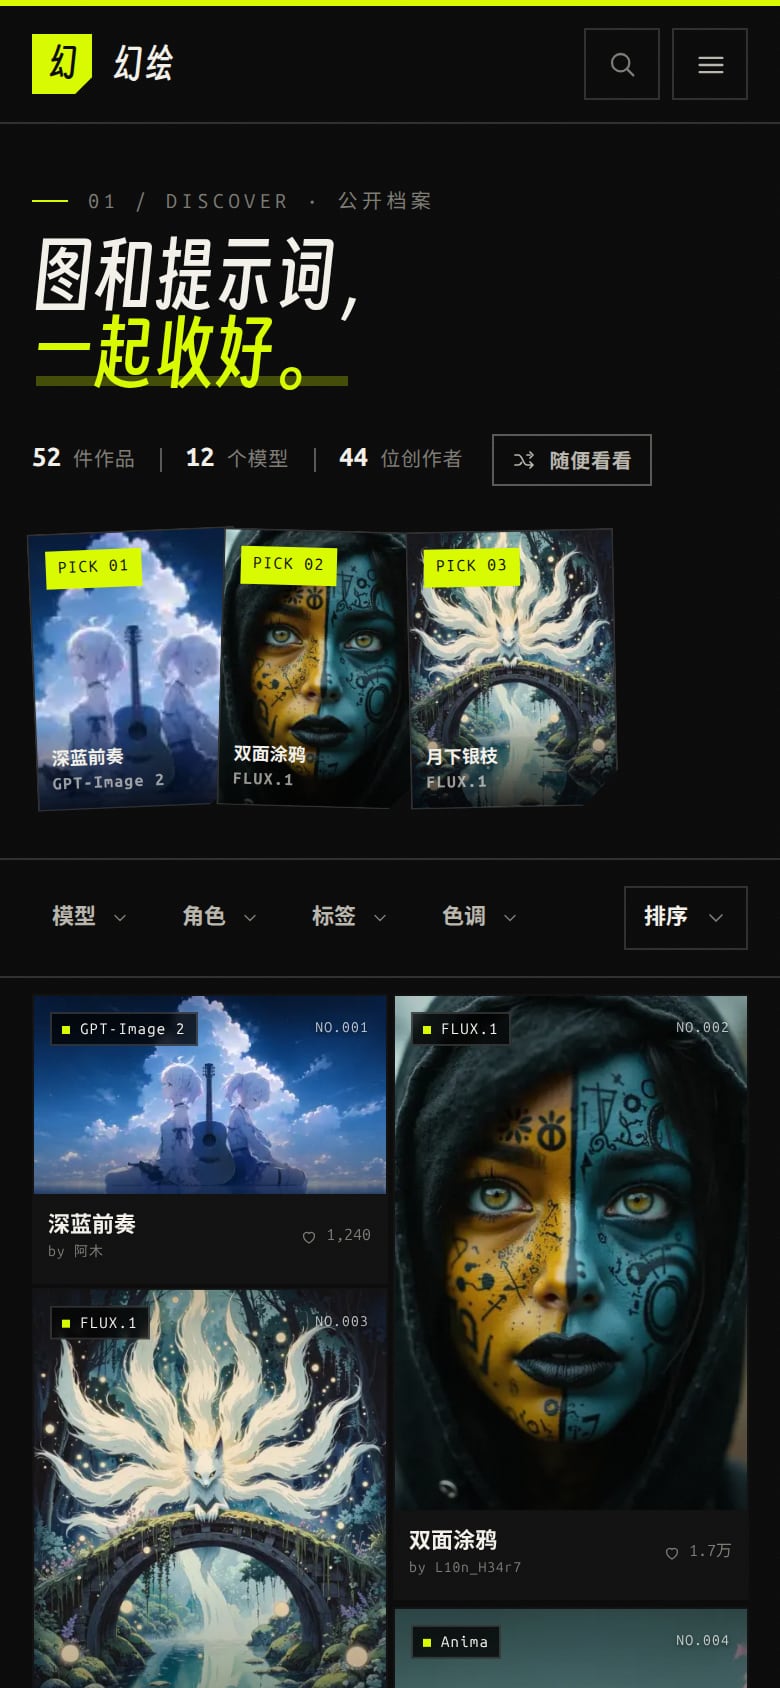 幻 幻绘
01 / DISCOVER · 公开档案
图和提示词,
一起收好。
52 件作品 | 12 个模型 | 44 位创作者 随便看看
PICK 01
深蓝前奏
GPT-Image 2
PICK 02
双面涂鸦
FLUX.1
PICK 03
月下银枝
FLUX.1
模型 角色 标签 色调 排序
GPT-Image 2 NO.001
深蓝前奏
by 阿木 1,240
FLUX.1 NO.002
双面涂鸦
by L10n_H34r7 1.7万
FLUX.1 NO.003
Anima NO.004